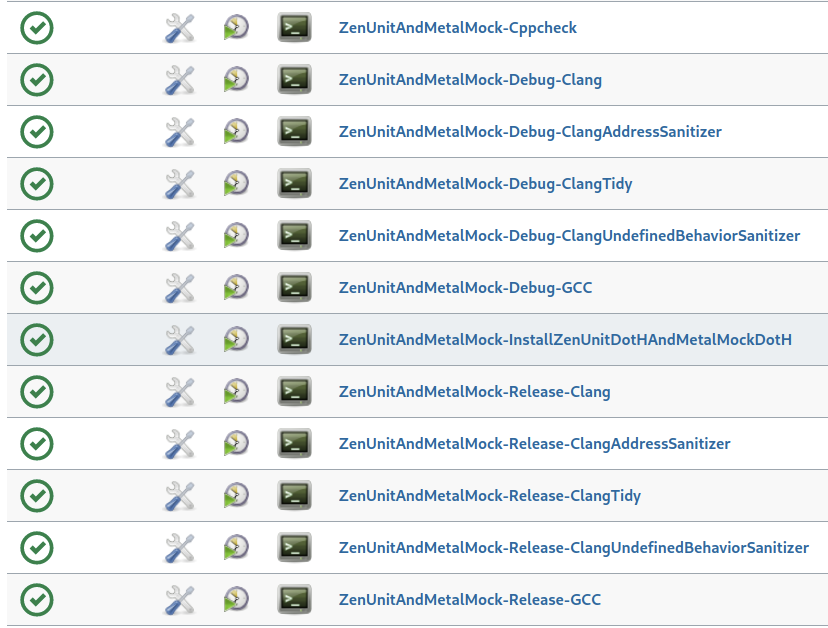 ZenUnitAndMetalMock-Cppcheck
ZenUnitAndMetalMock-Debug-Clang
ZenUnitAndMetalMock-Debug-ClangAddressSanitizer
ZenUnitAndMetalMock-Debug-ClangTidy
ZenUnitAndMetalMock-Debug-ClangUndefinedBehaviorSanitizer
ZenUnitAndMetalMock-Debug-GCC
ZenUnitAndMetalMock-InstallZenUnitDotHAndMetalMockDotH
ZenUnitAndMetalMock-Release-Clang
ZenUnitAndMetalMock-Release-ClangAddressSanitizer
ZenUnitAndMetalMock-Release-ClangTidy
ZenUnitAndMetalMock-Release-ClangUndefinedBehaviorSanitizer
ZenUnitAndMetalMock-Release-GCC